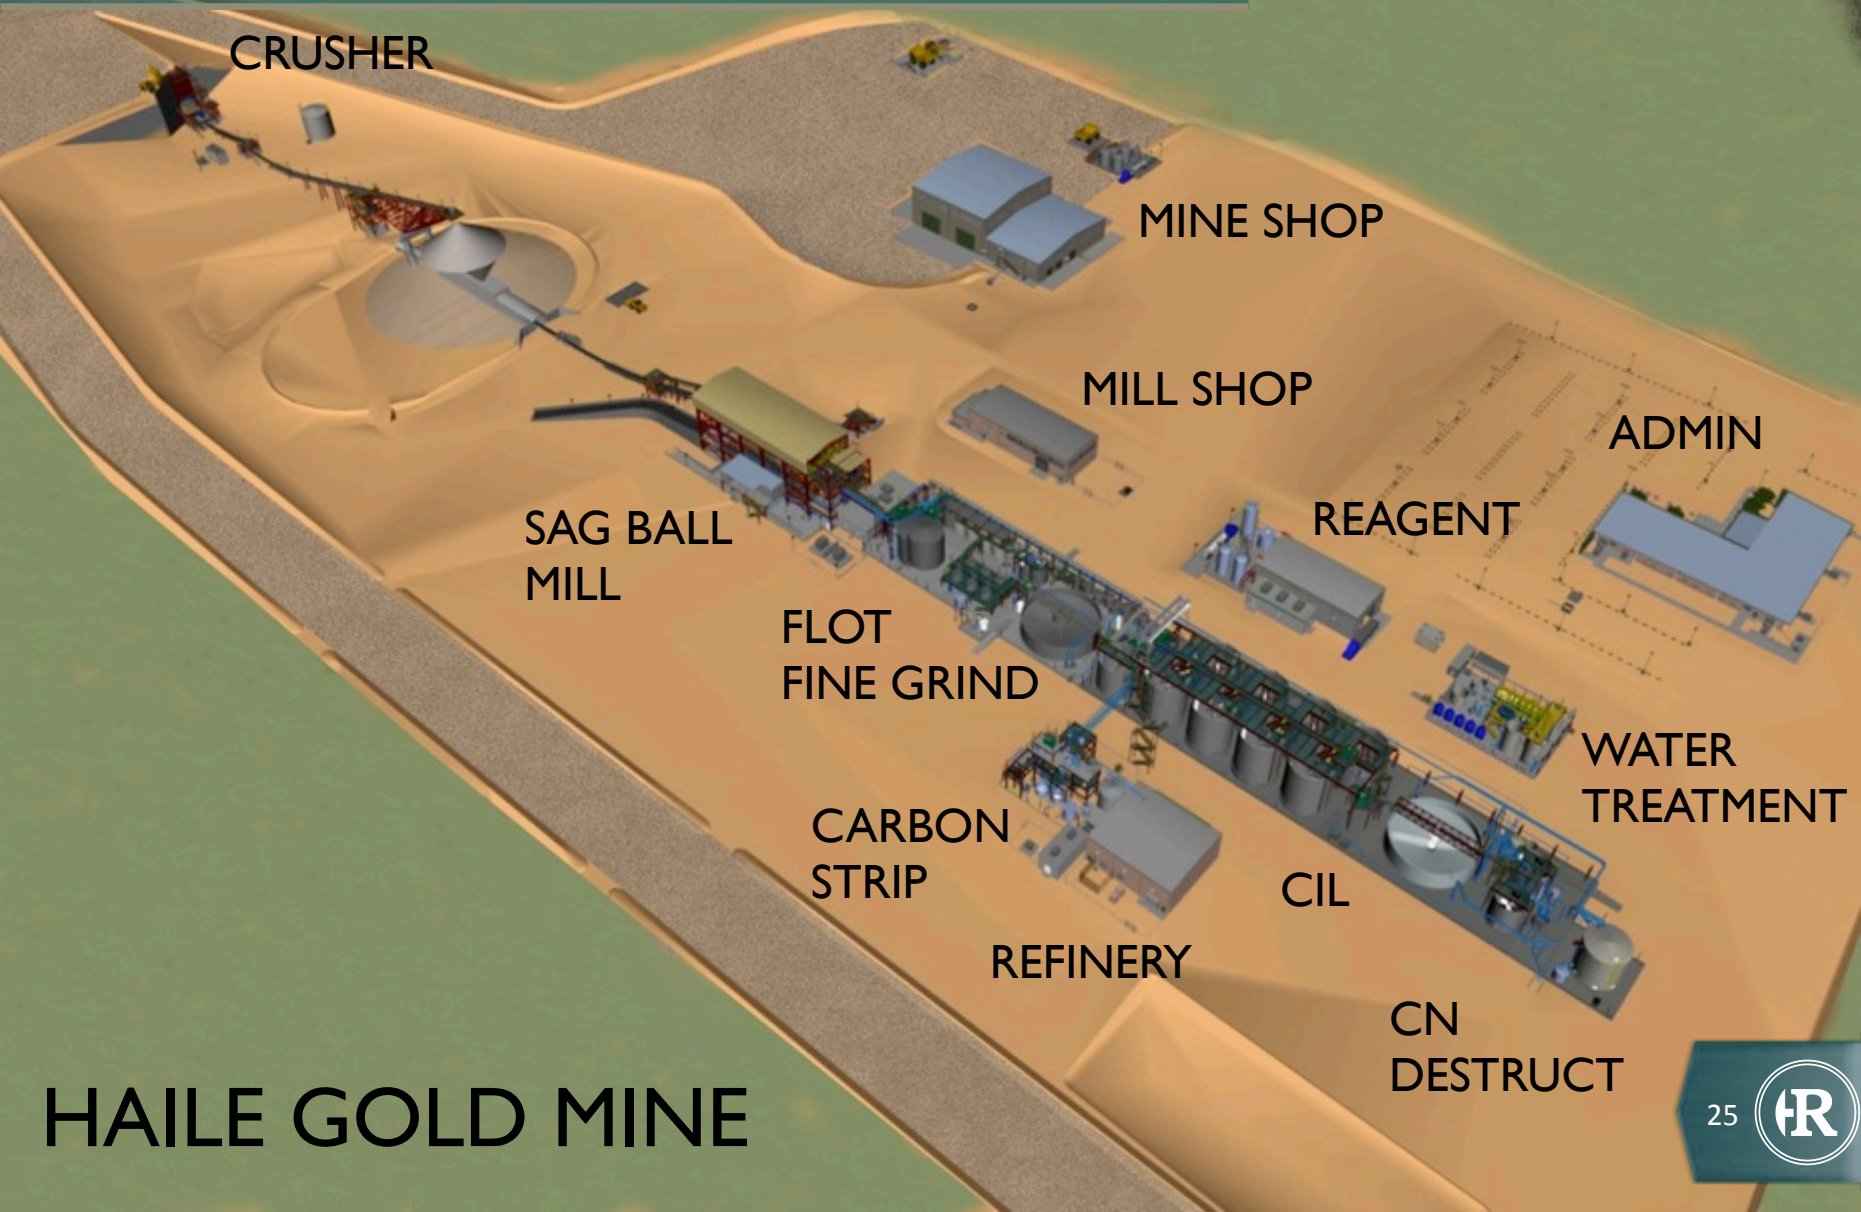 CRUSHER
MINE SHOP
MILL SHOP
ADMIN
REAGENT
SAG BALL
MILL
FLOT
FINE GRIND
WATER
TREATMENT
CARBON
STRIP
CIL
REFINERY
CN
DESTRUCT
HAILE GOLD MINE
25
HR